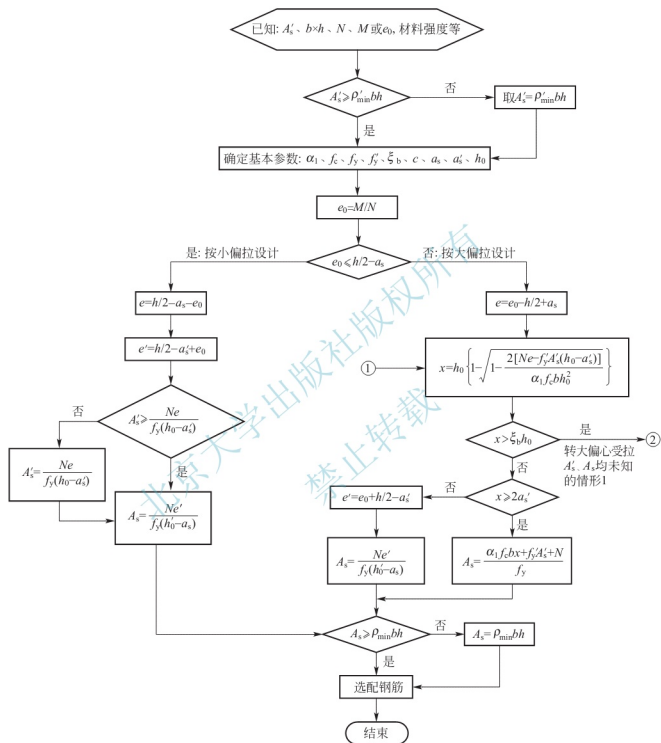 已知: A′s、b×h、N、M 或e0, 材料强度等
A′s⩾ρ′minbh
否
取A′s=ρ′minbh
是
确定基本参数: α1、fc、fy、f′y、ξb、c、as、a′s、h0
e0=M/N
是: 按小偏拉设计
e0⩽h/2−as
否: 按大偏拉设计
e=h/2−as−e0
e=e0−h/2+as
e′=h/2−a′s+e0
①
x=h0{1−√1−2[Ne−f′yA′s(h0−a′s)]/α1fcbh0²}
否
A′s⩾Ne/fy(h0−a′s)
x>ξbh0
是
②
转大偏心受拉
A′s、As均未知
的情形1
A′s=Ne/fy(h0−a′s)
是
否
As=Ne′/fy(h′0−as)
e′=e0+h/2−a′s
否
x⩾2as′
是
As=Ne′/fy(h′0−as)
As=α1fcbx+f′yA′s+N/fy
As⩾ρminbh
否
As=ρminbh
是
选配钢筋
结束
北京大学出版社版权所有
禁止转载